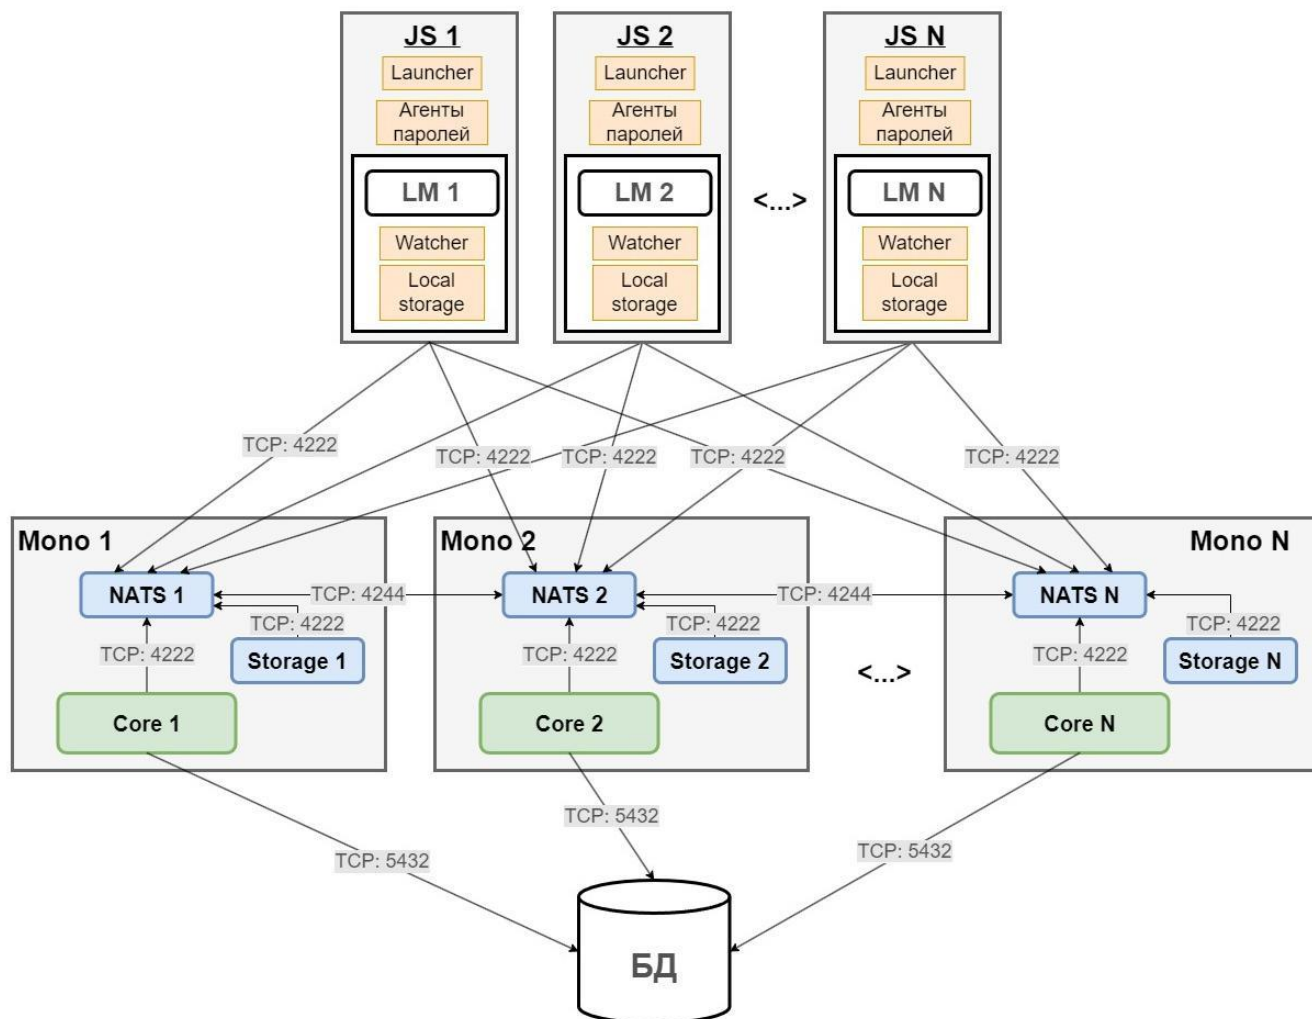 JS 1
Launcher
Агенты
паролей
LM 1
Watcher
Local
storage
JS 2
Launcher
Агенты
паролей
LM 2
Watcher
Local
storage
<...>
JS N
Launcher
Агенты
паролей
LM N
Watcher
Local
storage
TCP: 4222
TCP: 4222
TCP: 4222
TCP: 4222
TCP: 4222
Mono 1
NATS 1
TCP: 4222
Storage 1
TCP: 4222
Core 1
TCP: 4244
Mono 2
NATS 2
TCP: 4222
Storage 2
TCP: 4222
Core 2
TCP: 4244
<...>
Mono N
NATS N
TCP: 4222
Storage N
TCP: 4222
Core N
TCP: 5432
TCP: 5432
TCP: 5432
БД